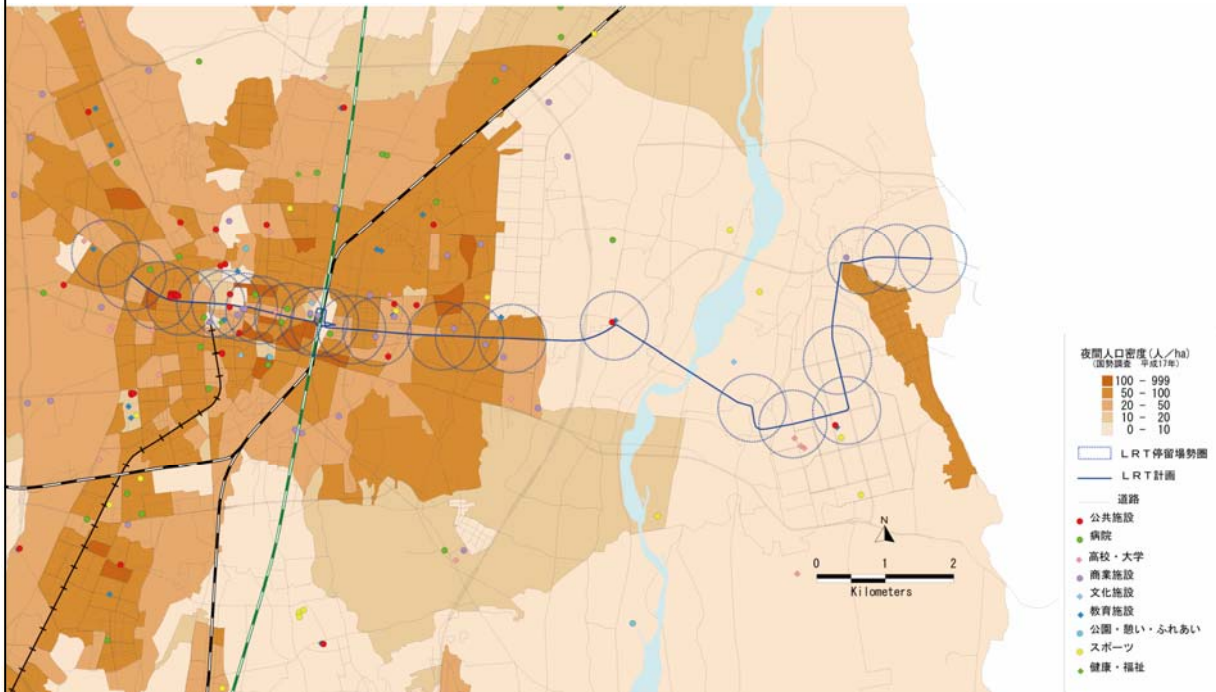 夜間人口密度(人/ha)
(国勢調査　平成17年)
100 - 999
50 - 100
20 - 50
10 - 20
0 - 10
LRT停留場勢圏
LRT計画
道路
公共施設
病院
高校・大学
商業施設
文化施設
教育施設
公園・憩い・ふれあい
スポーツ
健康・福祉
N
0 1 2
Kilometers